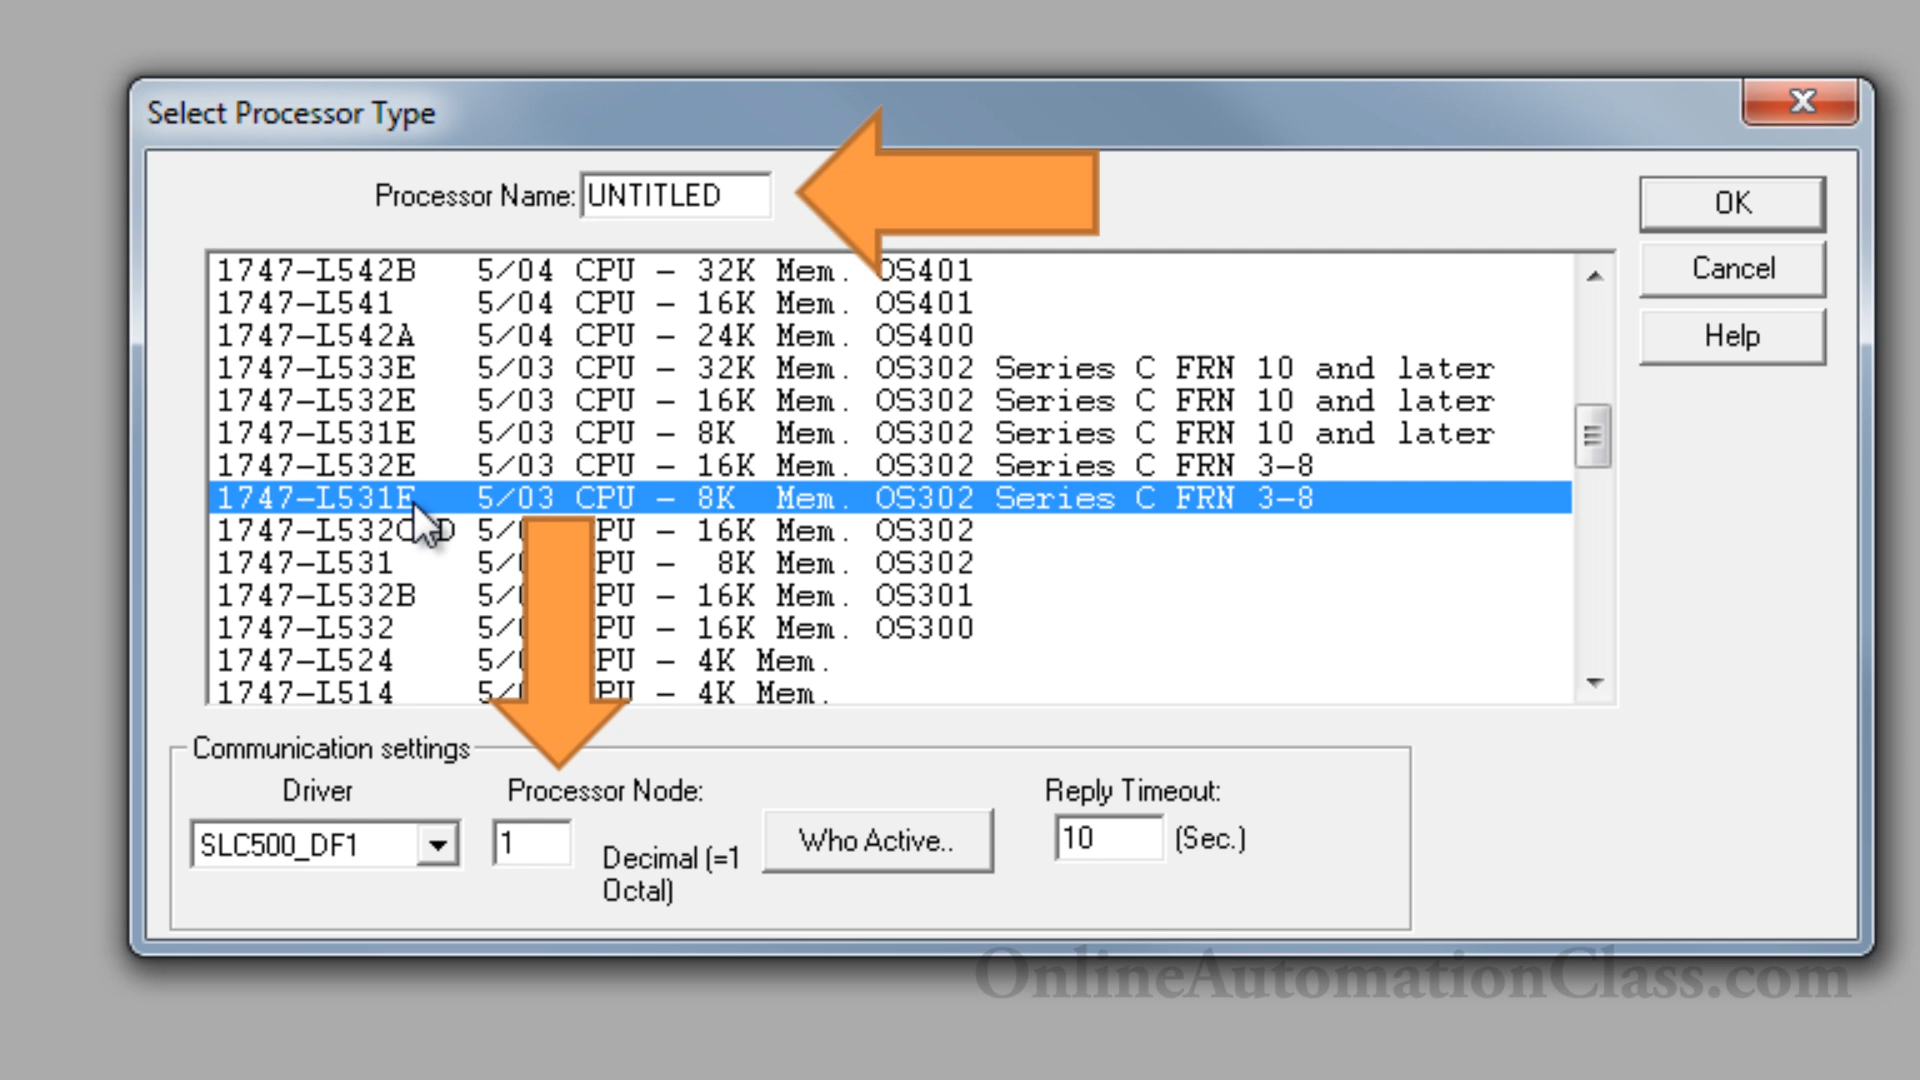 Select Processor Type
Processor Name: UNTITLED
OK
Cancel
Help
1747-L542B 5/04 CPU - 32K Mem. OS401
1747-L541 5/04 CPU - 16K Mem. OS401
1747-L542A 5/04 CPU - 24K Mem. OS400
1747-L533E 5/03 CPU - 32K Mem. OS302 Series C FRN 10 and later
1747-L532E 5/03 CPU - 16K Mem. OS302 Series C FRN 10 and later
1747-L531E 5/03 CPU - 8K Mem. OS302 Series C FRN 10 and later
1747-L532E 5/03 CPU - 16K Mem. OS302 Series C FRN 3-8
1747-L531E 5/03 CPU - 8K Mem. OS302 Series C FRN 3-8
- 16K Mem. OS302
1747-L531 - 8K Mem. OS302
1747-L532B - 16K Mem. OS301
1747-L532 - 16K Mem. OS300
1747-L524 - 4K Mem.
1747-L514 - 4K Mem.
Communication settings
Driver Processor Node: Reply Timeout:
SLC500_DF1 1 Decimal (=1 Who Active.. 10 (Sec.)
Octal)
OnlineAutomationClass.com